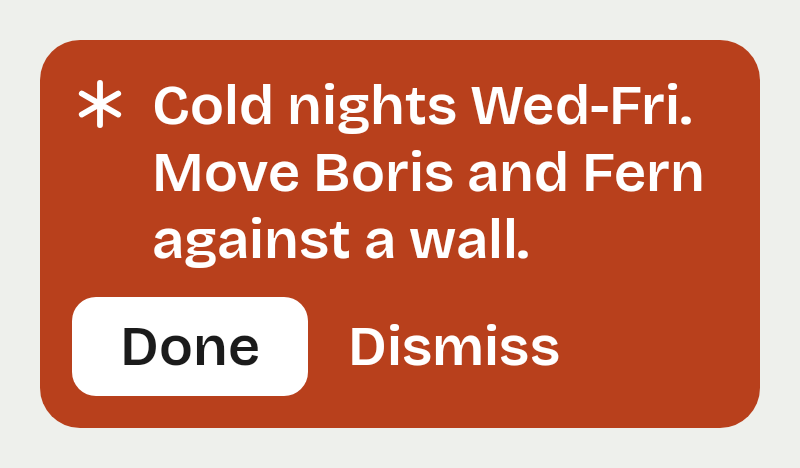 Cold nights Wed-Fri.
Move Boris and Fern
against a wall.
Done
Dismiss